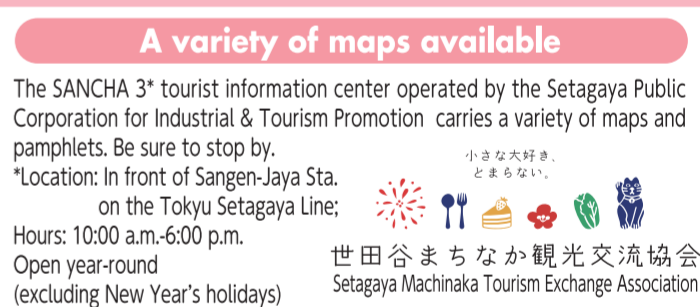 A variety of maps available
The SANCHA 3* tourist information center operated by the Setagaya Public
Corporation for Industrial & Tourism Promotion carries a variety of maps and
pamphlets. Be sure to stop by.
*Location: In front of Sangen-Jaya Sta.
on the Tokyu Setagaya Line;
Hours: 10:00 a.m.-6:00 p.m.
Open year-round
(excluding New Year's holidays)
小さな大好き、
とまらない。
世田谷まちなか観光交流協会
Setagaya Machinaka Tourism Exchange Association